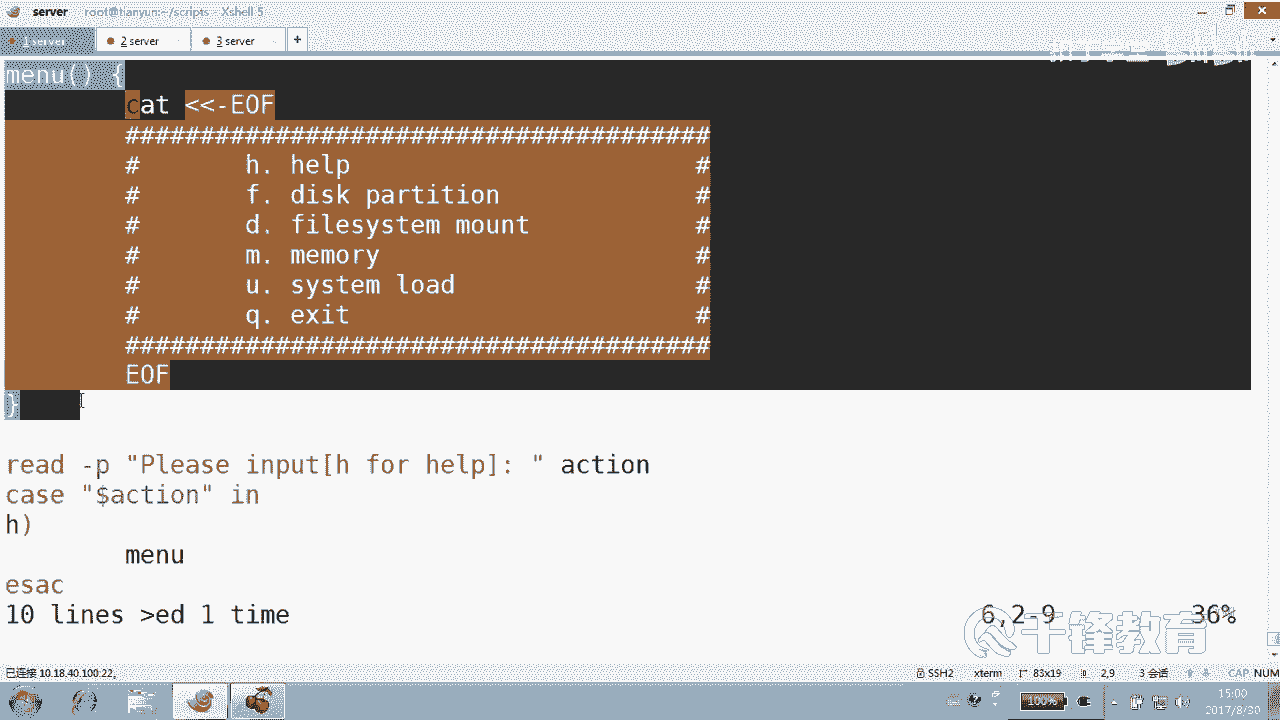 server root@tianyun:~/scripts - Xshell 5
1 server 2 server 3 server +
menu() {
cat <<-EOF
#######################################
# h. help #
# f. disk partition #
# d. filesystem mount #
# m. memory #
# u. system load #
# q. exit #
#######################################
EOF
}
read -p "Please input[h for help]: " action
case "$action" in
h)
menu
esac
10 lines >ed 1 time 6,2-9 36%
千锋教育
已连接 10.18.40.100:22。 SSH2 xterm 83x19 2,9 3 会话 CAP NUM
100% 15:00
2017/8/30